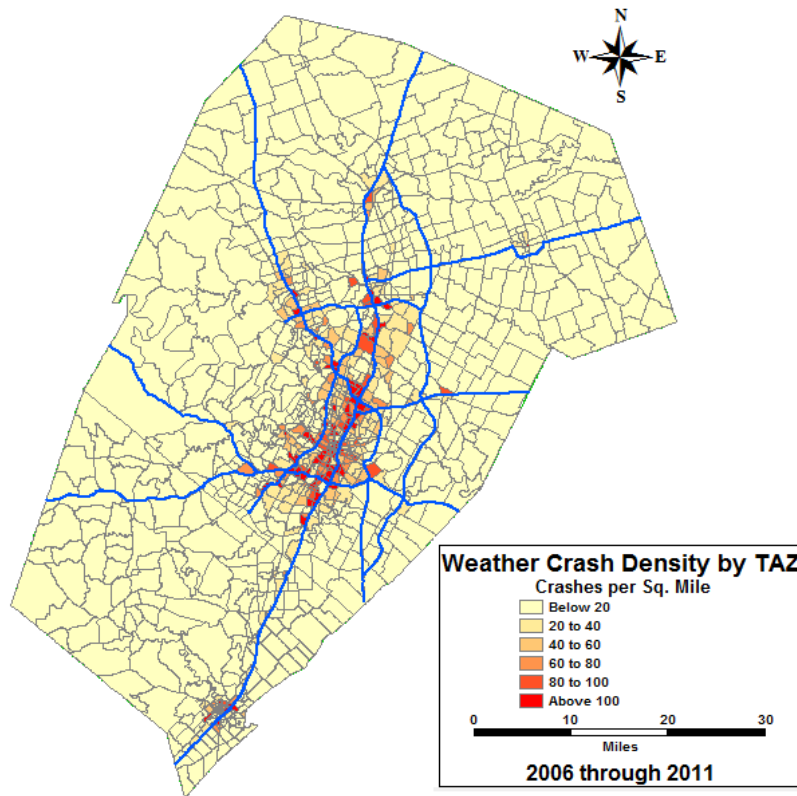 N
W E
S
Weather Crash Density by TAZ
Crashes per Sq. Mile
Below 20
20 to 40
40 to 60
60 to 80
80 to 100
Above 100
0 10 20 30
Miles
2006 through 2011